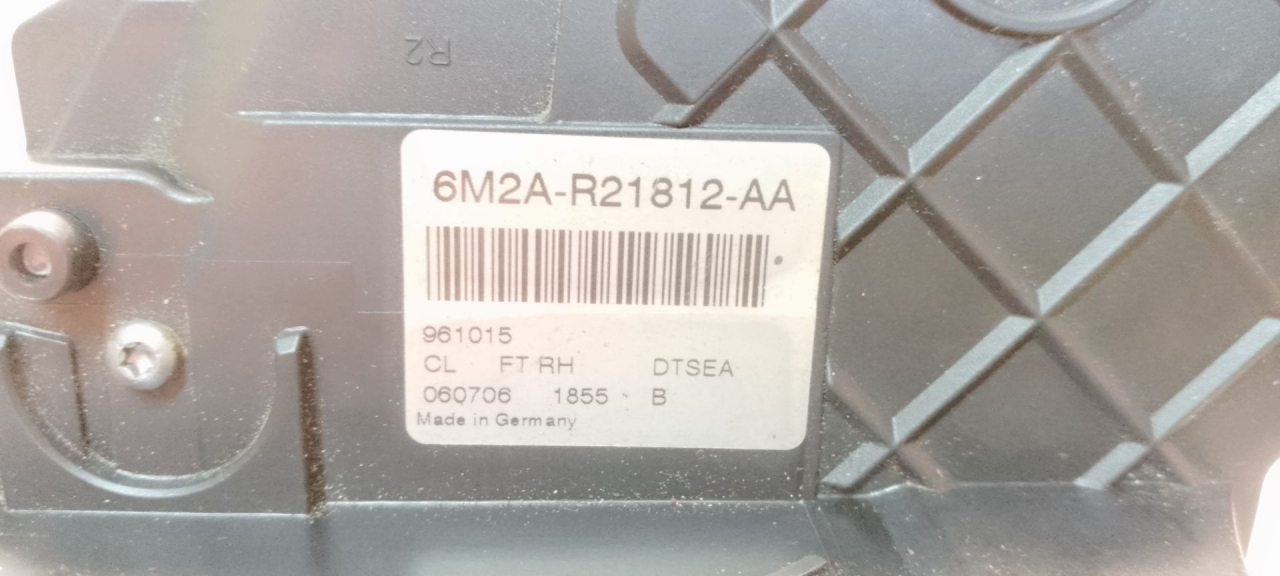 R2
6M2A-R21812-AA
961015
CL FT RH DTSEA
060706 1855 B
Made in Germany